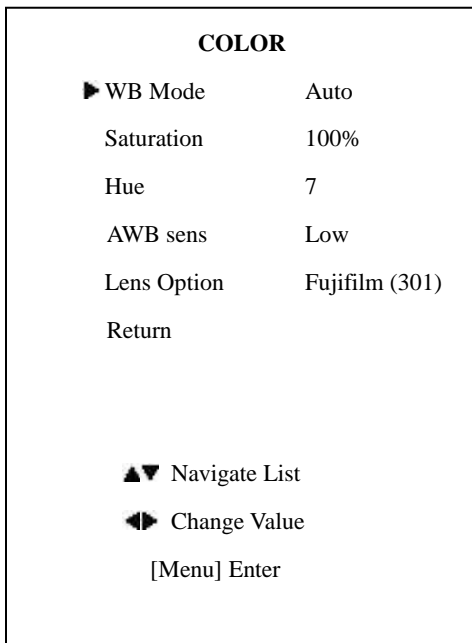 COLOR
WB Mode Auto
Saturation 100%
Hue 7
AWB sens Low
Lens Option Fujifilm (301)
Return
Navigate List
Change Value
[Menu] Enter